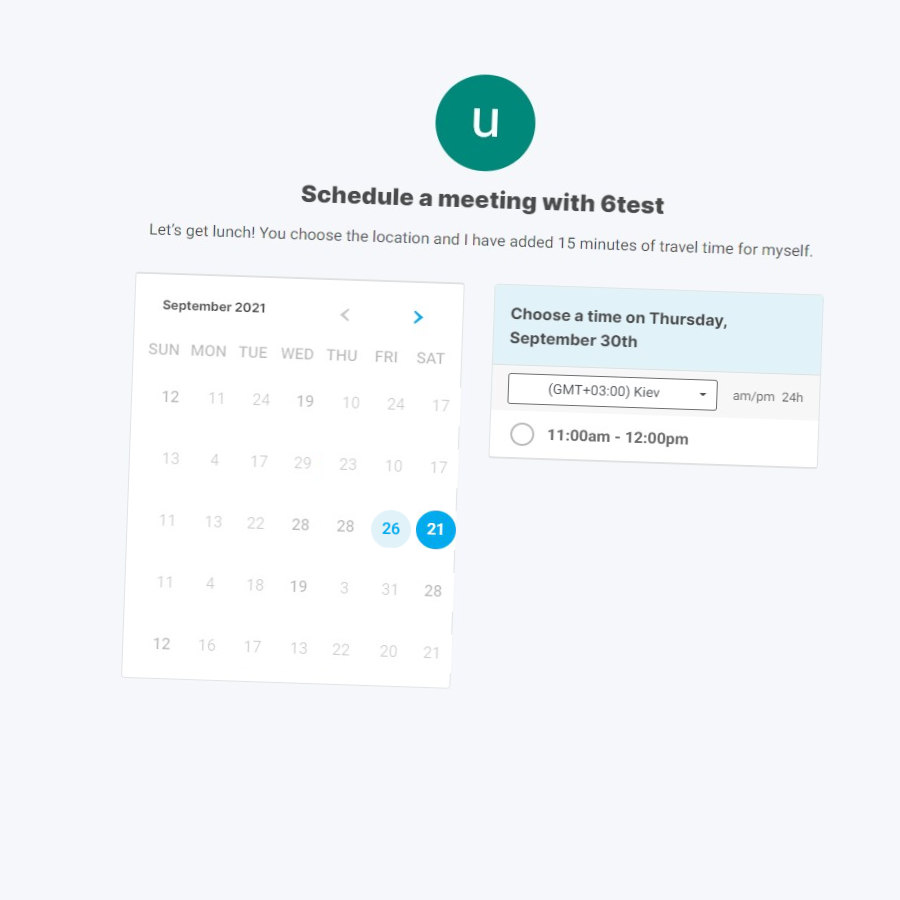 u
Schedule a meeting with 6test
Let's get lunch! You choose the location and I have added 15 minutes of travel time for myself.
September 2021
SUN MON TUE WED THU FRI SAT
12 11 24 19 10 24 17
13 4 17 29 23 10 17
11 13 22 28 28 26 21
11 4 18 19 3 31 28
12 16 17 13 22 20 21
Choose a time on Thursday,
September 30th
(GMT+03:00) Kiev am/pm 24h
11:00am - 12:00pm